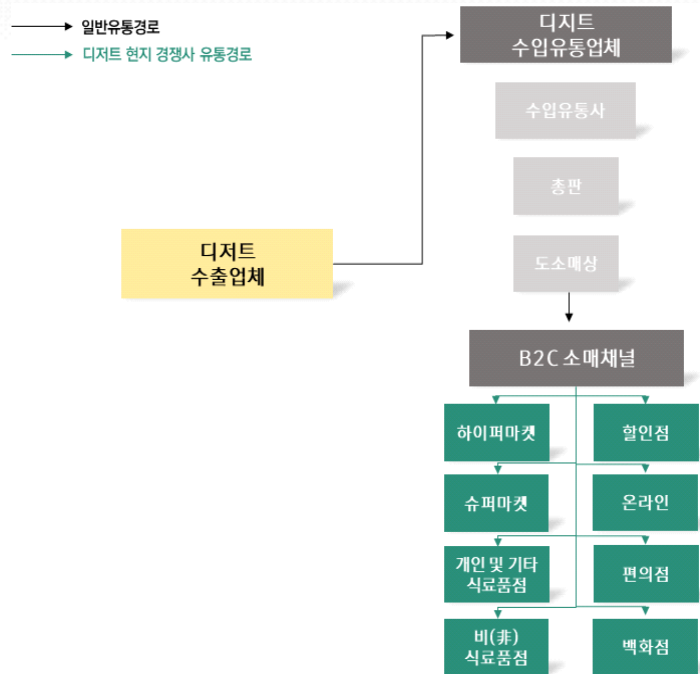 일반유통경로
디저트 현지 경쟁사 유통경로
디지트
수입유통업체
수입유통사
총판
디저트
수출업체
도소매상
B2C 소매채널
하이퍼마켓
할인점
슈퍼마켓
온라인
개인 및 기타
식료품점
편의점
비(非)
식료품점
백화점